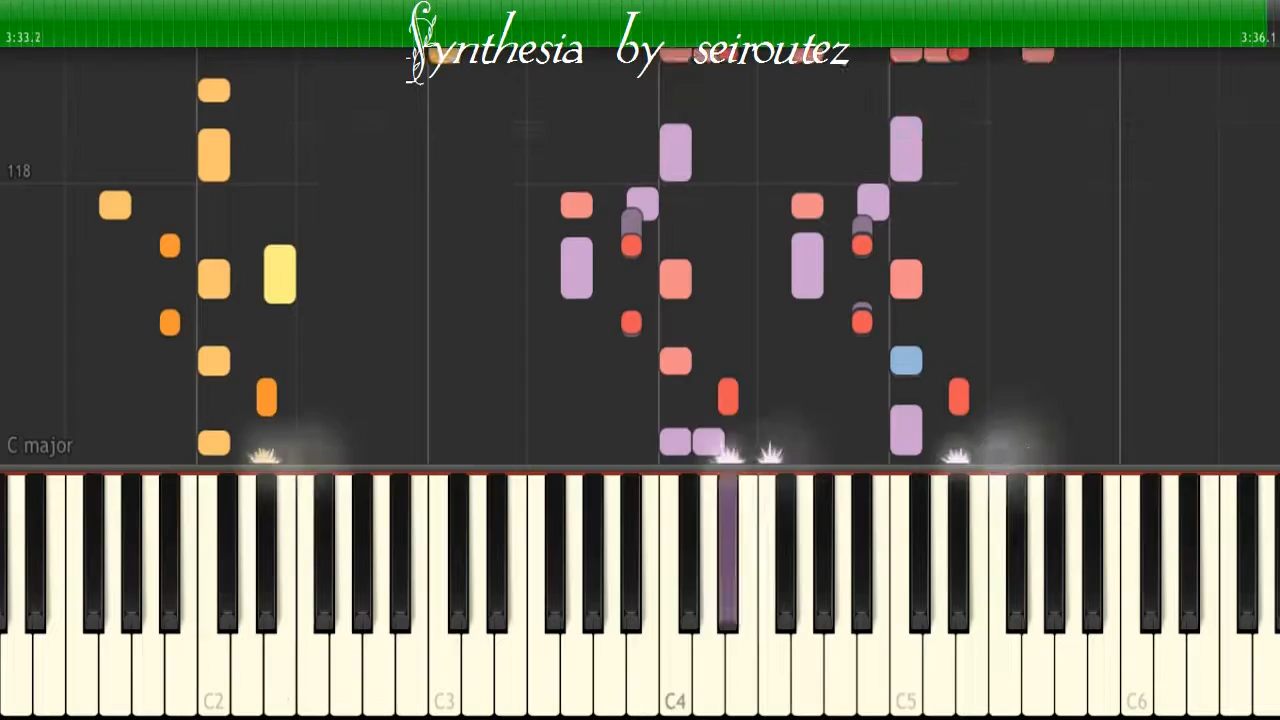 Synthesia by seiroutez
3:33.2
3:36.1
118
C major
C2
C3
C4
C5
C6